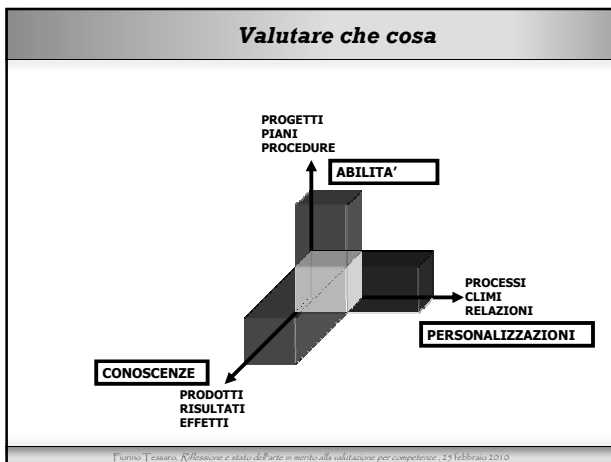 Valutare che cosa
PROGETTI
PIANI
PROCEDURE
ABILITA’
PROCESSI
CLIMI
RELAZIONI
PERSONALIZZAZIONI
CONOSCENZE
PRODOTTI
RISULTATI
EFFETTI
Fiorino Tessaro, Riflessione e stato dell'arte in merito alla valutazione per competenze, 25 febbraio 2010